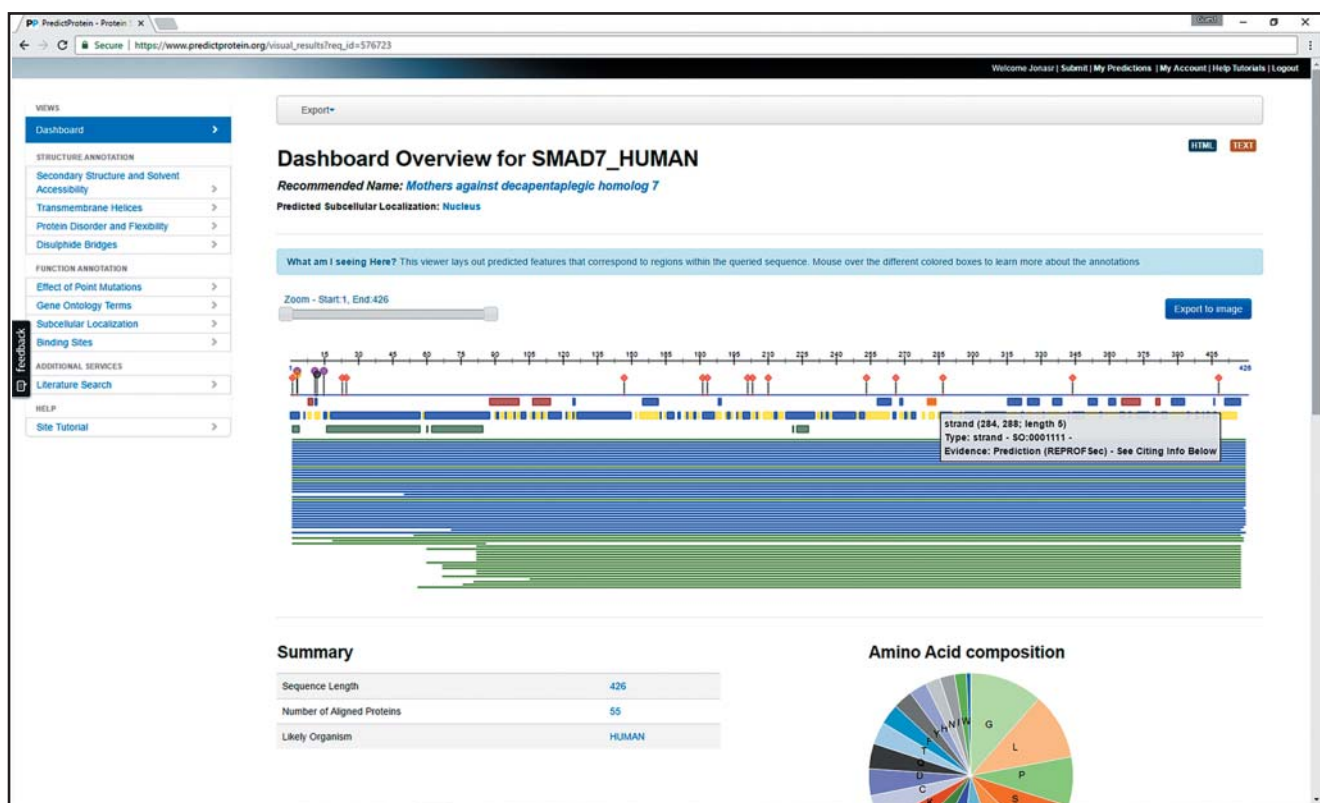 PP PredictProtein - Protein S X
Guest
Secure | https://www.predictprotein.org/visual_results?req_id=576723
Welcome Jonasr | Submit | My Predictions | My Account | Help Tutorials | Logout
VIEWS
Dashboard
STRUCTURE ANNOTATION
Secondary Structure and Solvent
Accessibility
Transmembrane Helices
Protein Disorder and Flexibility
Disulphide Bridges
FUNCTION ANNOTATION
Effect of Point Mutations
Gene Ontology Terms
Subcellular Localization
Binding Sites
ADDITIONAL SERVICES
Literature Search
HELP
Site Tutorial
feedback
Export
HTML TEXT
Dashboard Overview for SMAD7_HUMAN
Recommended Name: Mothers against decapentaplegic homolog 7
Predicted Subcellular Localization: Nucleus
What am I seeing Here? This viewer lays out predicted features that correspond to regions within the queried sequence. Mouse over the different colored boxes to learn more about the annotations
Zoom - Start:1, End:426
Export to image
15 30 45 60 75 90 105 120 135 150 165 180 195 210 225 240 255 270 285 300 315 330 345 360 375 390 405
1 426
strand (284, 288; length 5)
Type: strand - SO:0001111 -
Evidence: Prediction (REPROFSec) - See Citing Info Below
Summary
Sequence Length 426
Number of Aligned Proteins 55
Likely Organism HUMAN
Amino Acid composition
G
L
P
S
W
I
N
H
Y
F
T
Q
D
C
K